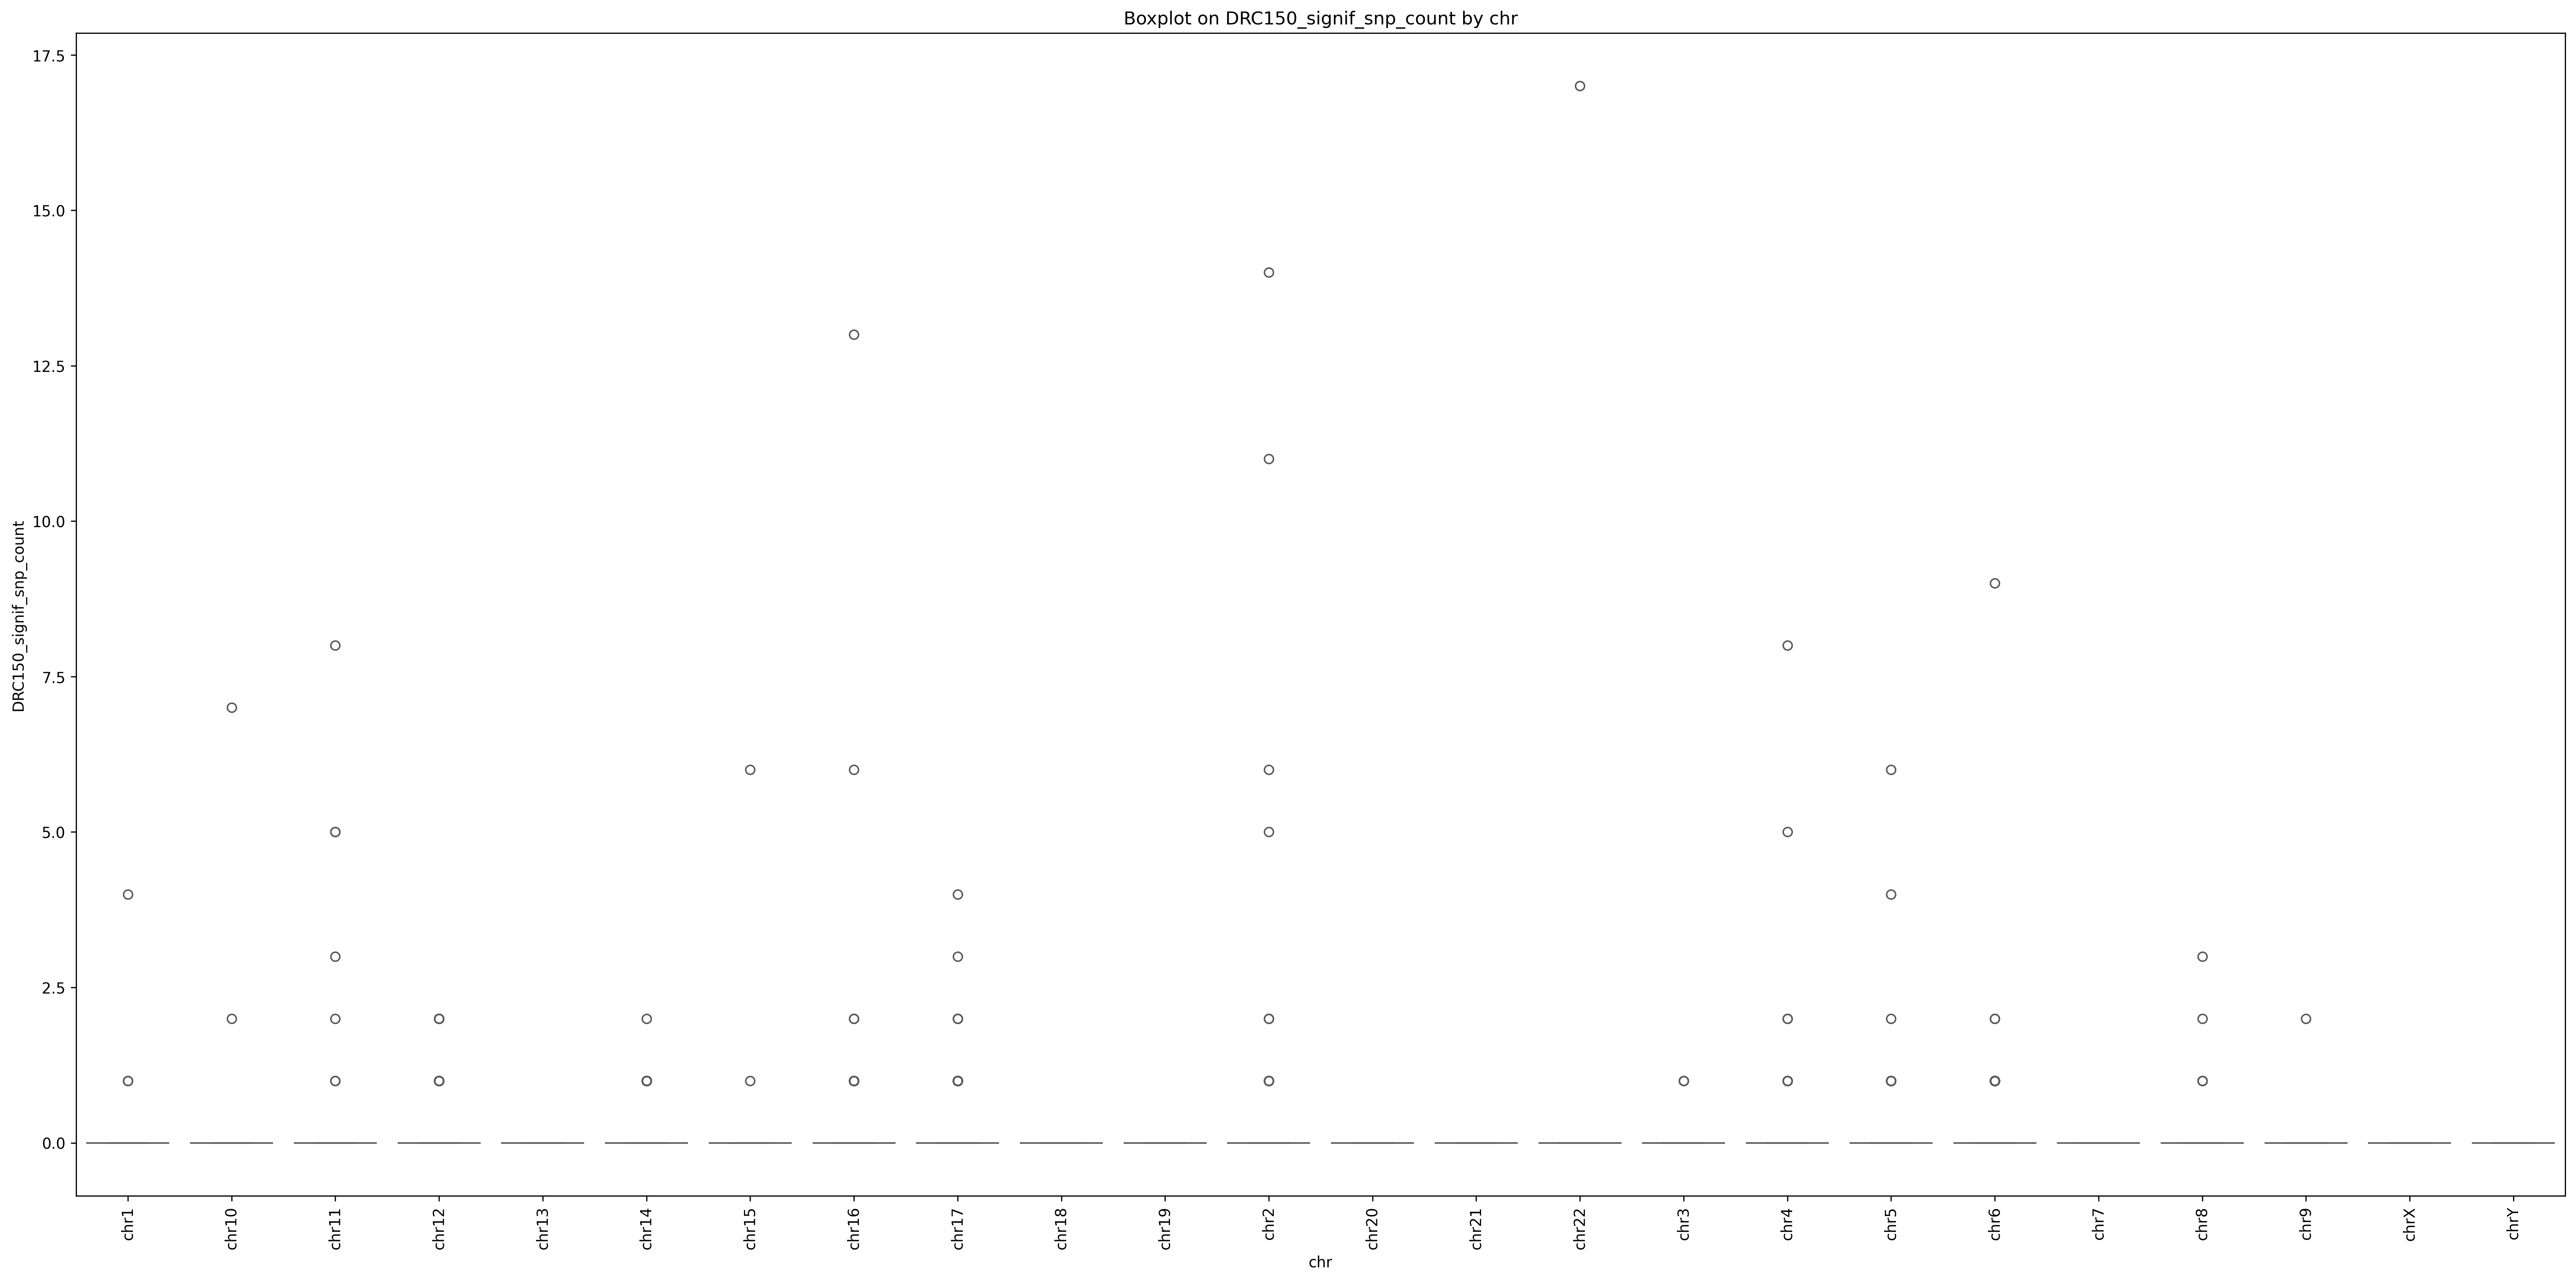 Boxplot on DRC150_signif_snp_count by chr
17.5
15.0
12.5
10.0
7.5
5.0
2.5
0.0
DRC150_signif_snp_count
chr1
chr10
chr11
chr12
chr13
chr14
chr15
chr16
chr17
chr18
chr19
chr2
chr20
chr21
chr22
chr3
chr4
chr5
chr6
chr7
chr8
chr9
chrX
chrY
chr